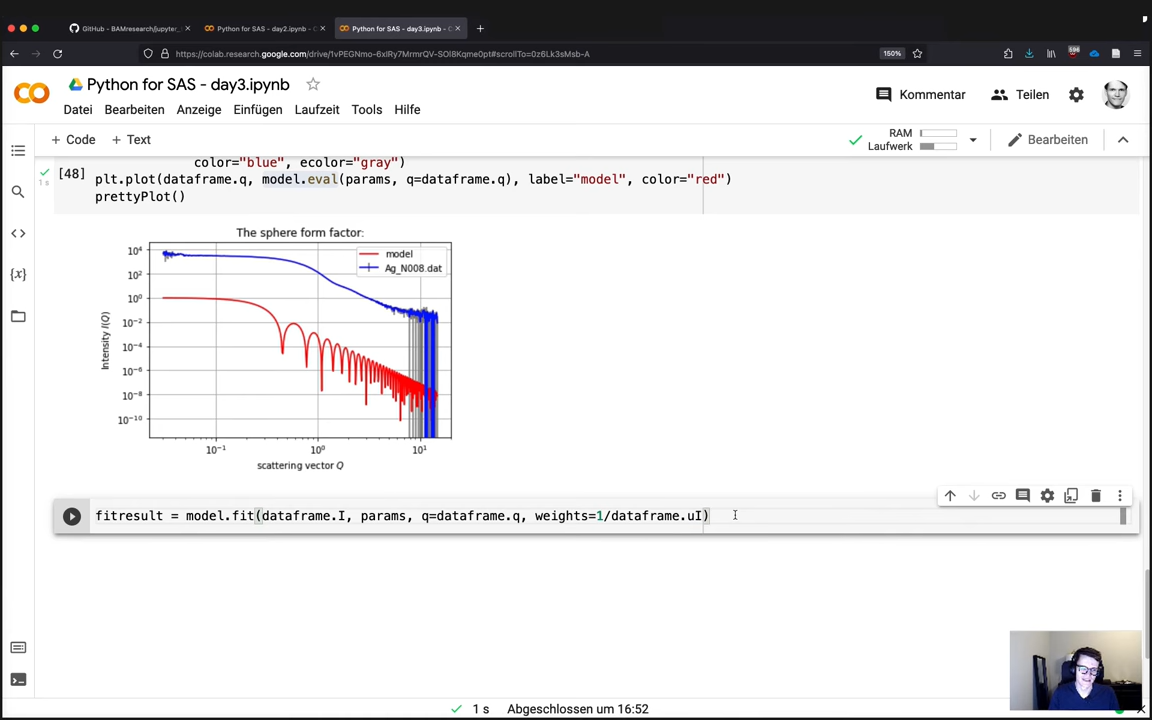 GitHub - BAMresearch/jupyter_
Python for SAS - day2.ipynb - C
Python for SAS - day3.ipynb - C
https://colab.research.google.com/drive/1vPEGNmo-6xIRy7MrmrQV-SOl8Kqme0pt#scrollTo=0z6Lk3sMsb-A
150%
596
Python for SAS - day3.ipynb
Kommentar
Teilen
Datei Bearbeiten Anzeige Einfügen Laufzeit Tools Hilfe
+ Code + Text
RAM
Laufwerk
Bearbeiten
color="blue", ecolor="gray")
[48]
1 s
plt.plot(dataframe.q, model.eval(params, q=dataframe.q), label="model", color="red")
prettyPlot()
The sphere form factor:
model
Ag_N008.dat
10⁴
10²
10⁰
10⁻²
10⁻⁴
10⁻⁶
10⁻⁸
10⁻¹⁰
Intensity I(Q)
10⁻¹ 10⁰ 10¹
scattering vector Q
fitresult = model.fit(dataframe.I, params, q=dataframe.q, weights=1/dataframe.uI)
{x}
1 s Abgeschlossen um 16:52